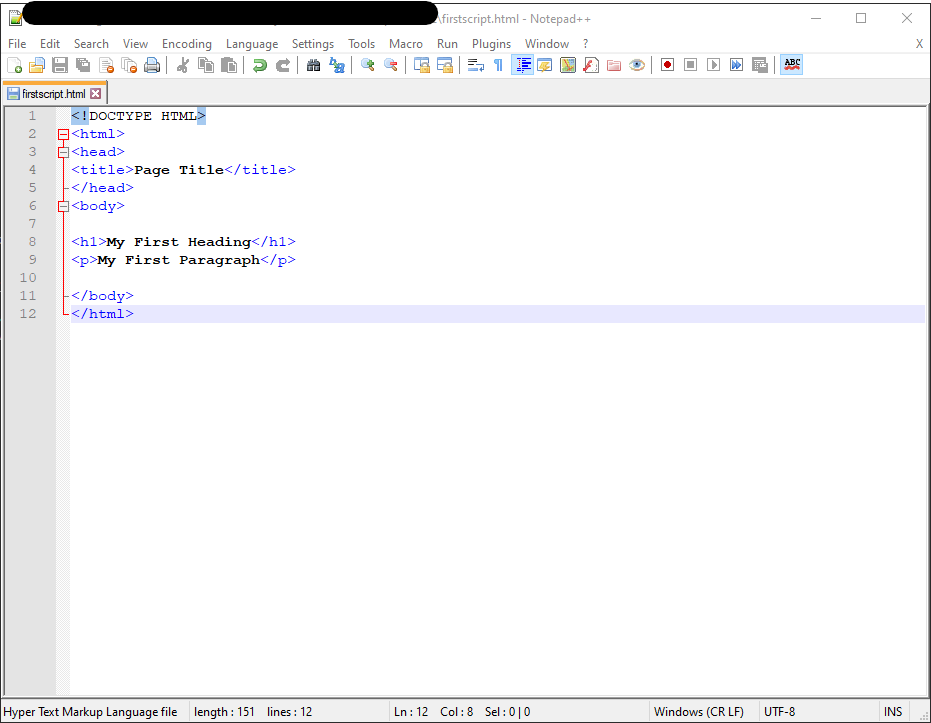 \firstscript.html - Notepad++
File Edit Search View Encoding Language Settings Tools Macro Run Plugins Window ? X
ABC
firstscript.html
1 <!DOCTYPE HTML>
2 <html>
3 <head>
4 <title>Page Title</title>
5 </head>
6 <body>
7
8 <h1>My First Heading</h1>
9 <p>My First Paragraph</p>
10
11 </body>
12 </html>
Hyper Text Markup Language file length : 151 lines : 12 Ln : 12 Col : 8 Sel : 0 | 0 Windows (CR LF) UTF-8 INS